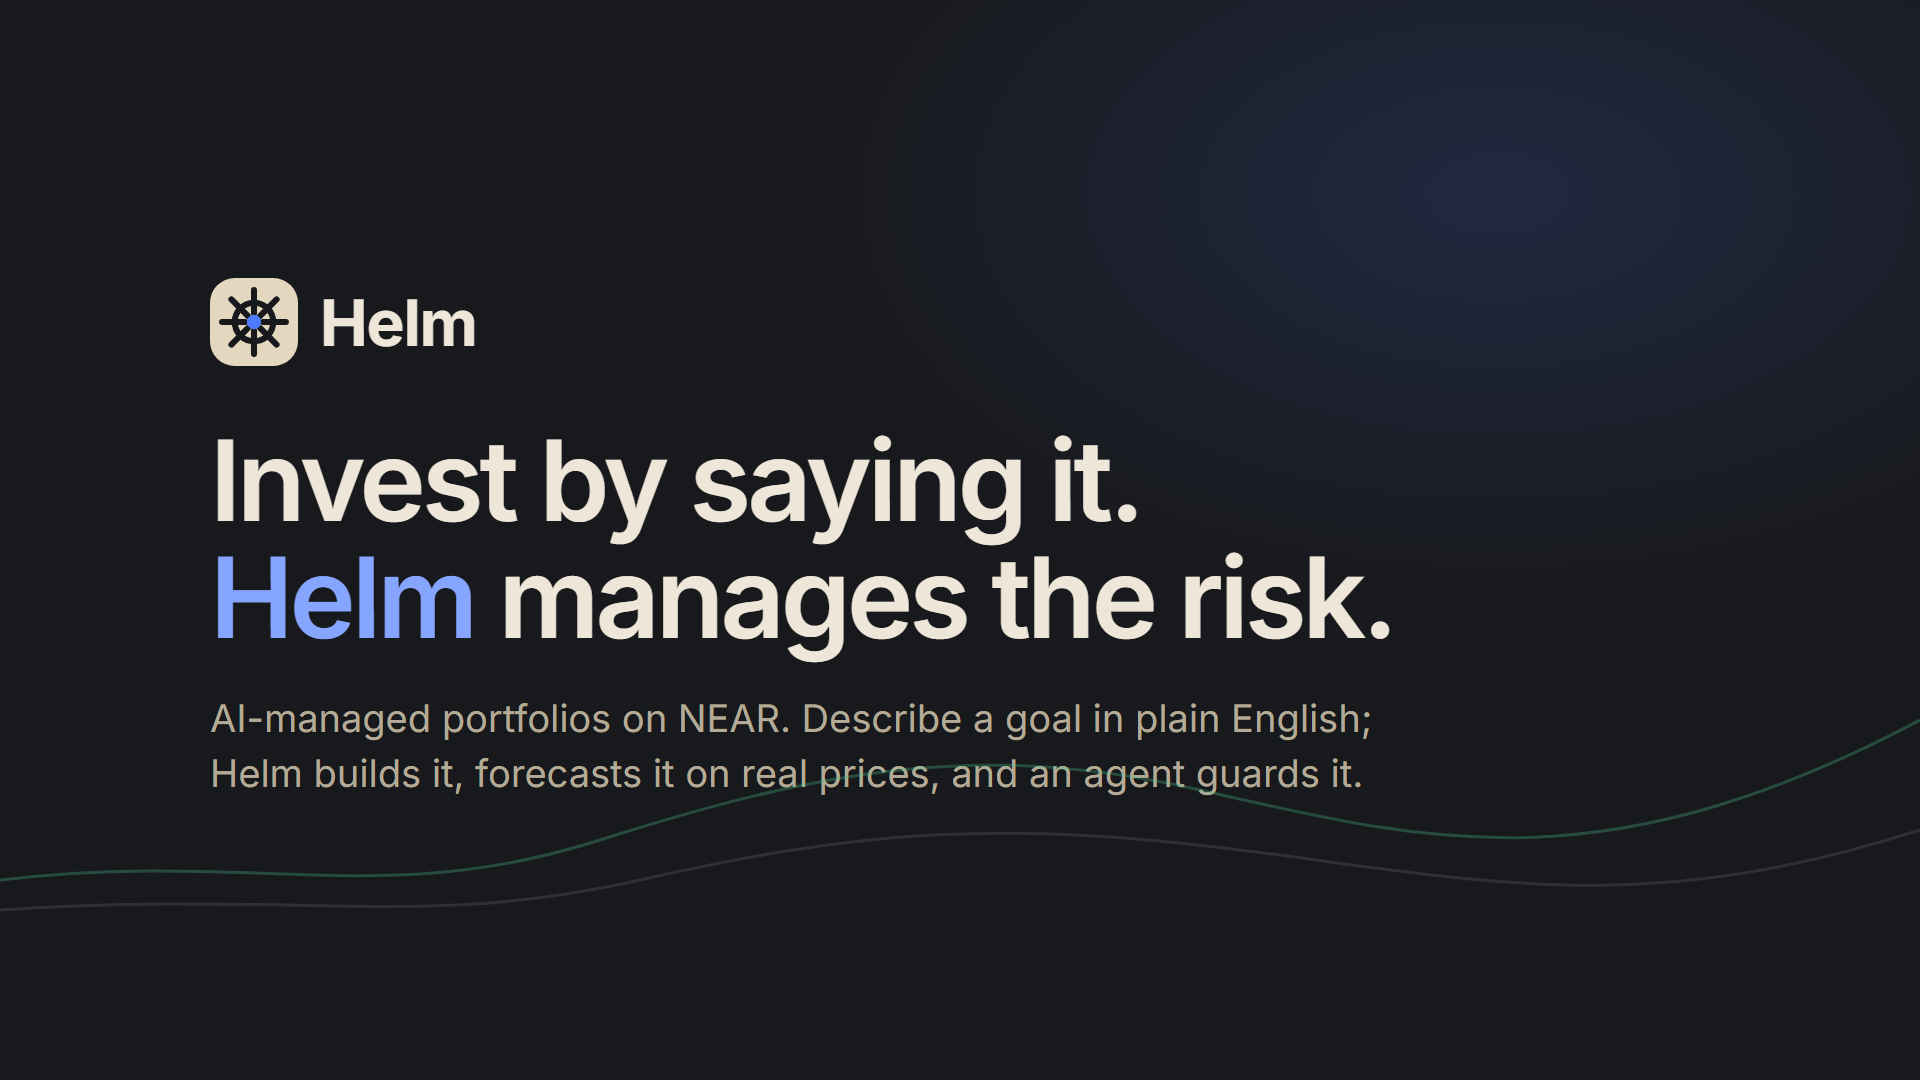 Helm
Invest by saying it.
Helm manages the risk.
AI-managed portfolios on NEAR. Describe a goal in plain English;
Helm builds it, forecasts it on real prices, and an agent guards it.